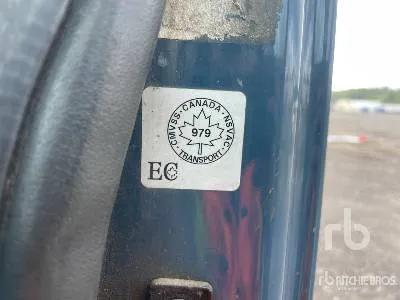 CMVSS · CANADA · NSVAC
979
· TRANSPORT ·
EC
rb
RITCHIE BROS.